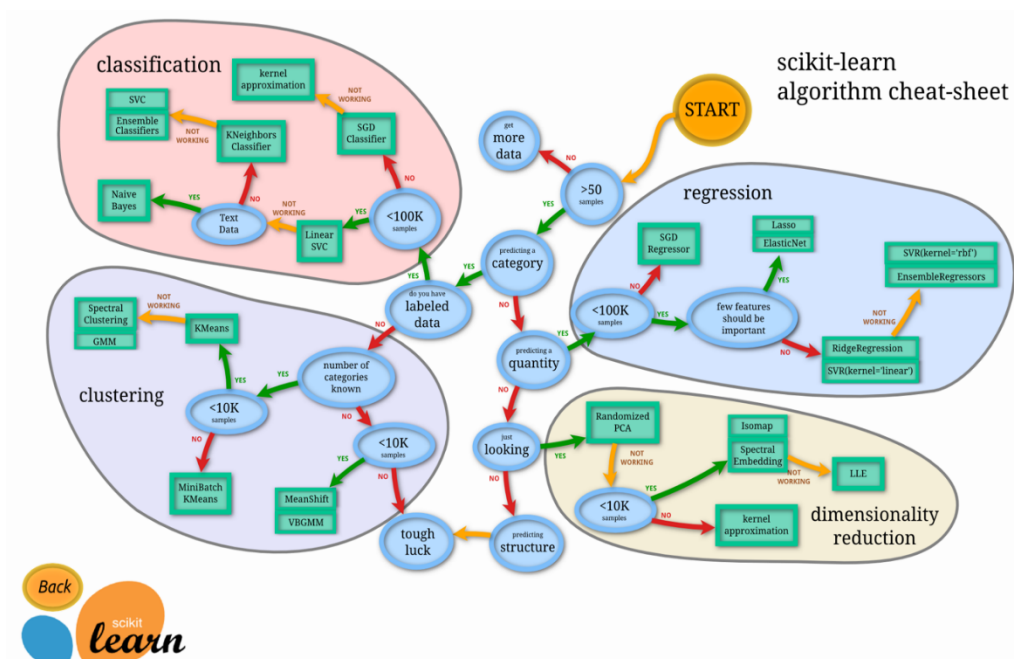 scikit-learn
algorithm cheat-sheet
START
get
more
data
NO
>50
samples
YES
predicting a
category
YES
NO
do you have
labeled
data
YES
NO
predicting a
quantity
YES
NO
just
looking
YES
NO
predicting
structure
tough
luck
classification
kernel
approximation
NOT
WORKING
SVC
Ensemble
Classifiers
NOT
WORKING
KNeighbors
Classifier
SGD
Classifier
NO
NO
Naive
Bayes
YES
Text
Data
NOT
WORKING
Linear
SVC
YES
<100K
samples
regression
SGD
Regressor
NO
<100K
samples
YES
Lasso
ElasticNet
YES
few features
should be
important
NO
SVR(kernel='rbf')
EnsembleRegressors
NOT
WORKING
RidgeRegression
SVR(kernel='linear')
clustering
Spectral
Clustering
GMM
NOT
WORKING
KMeans
YES
<10K
samples
YES
NO
MiniBatch
KMeans
number of
categories
known
NO
<10K
samples
YES
NO
MeanShift
VBGMM
dimensionality
reduction
Randomized
PCA
NOT
WORKING
<10K
samples
YES
NO
Isomap
Spectral
Embedding
NOT
WORKING
LLE
kernel
approximation
Back
scikit
learn